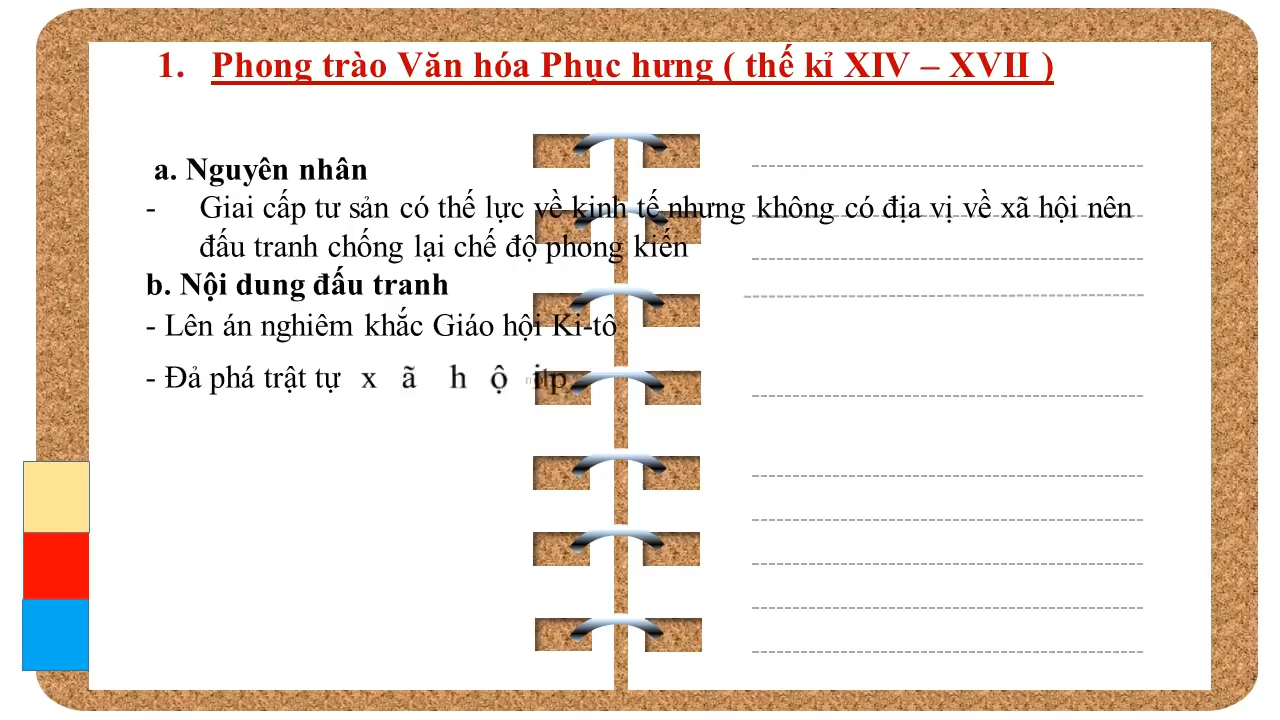 1. Phong trào Văn hóa Phục hưng ( thế kỉ XIV – XVII )
a. Nguyên nhân
- Giai cấp tư sản có thế lực về kinh tế nhưng không có địa vị về xã hội nên
đấu tranh chống lại chế độ phong kiến
b. Nội dung đấu tranh
- Lên án nghiêm khắc Giáo hội Ki-tô
- Đả phá trật tự x ã h ộ i